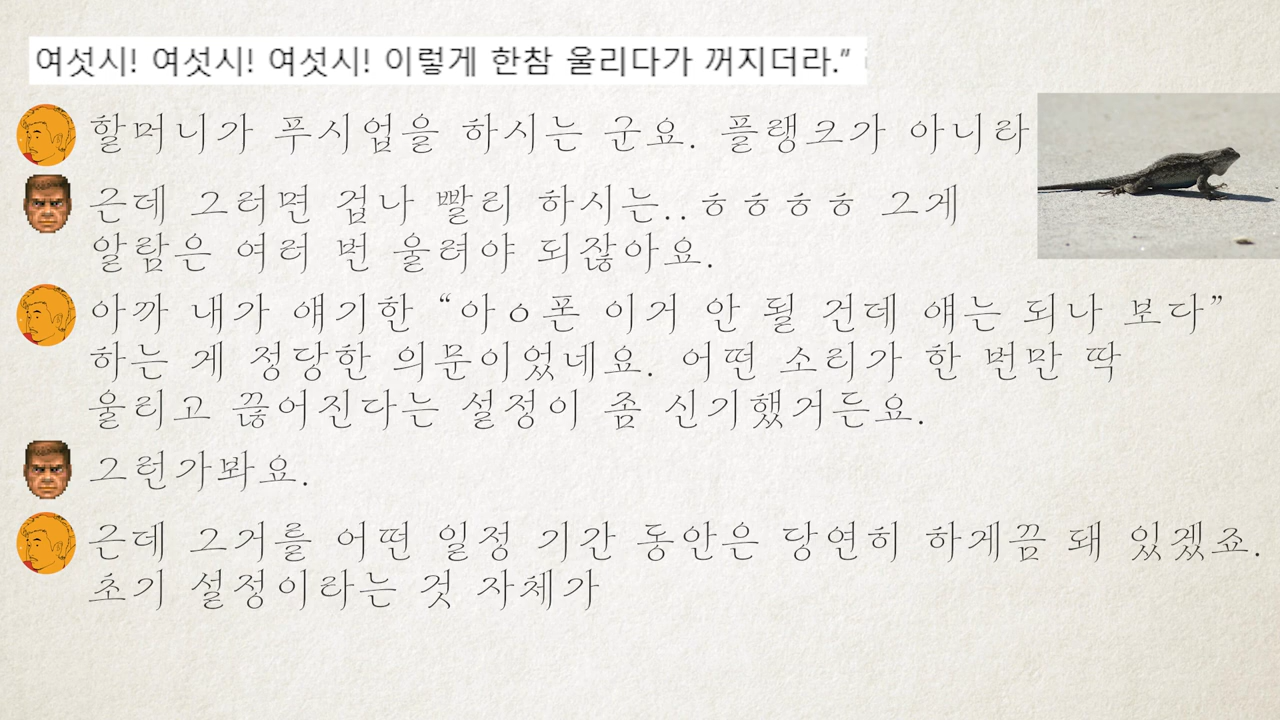 여섯시! 여섯시! 여섯시! 이렇게 한참 울리다가 꺼지더라.”
할머니가 푸시업을 하시는 군요. 플랭크가 아니라
근데 그러면 겁나 빨리 하시는..ㅎㅎㅎㅎ 그게
알람은 여러 번 울려야 되잖아요.
아까 내가 얘기한 “아ㅇ폰 이거 안 될 건데 얘는 되나 보다”
하는 게 정당한 의문이었네요. 어떤 소리가 한 번만 딱
울리고 끊어진다는 설정이 좀 신기했거든요.
그런가봐요.
근데 그거를 어떤 일정 기간 동안은 당연히 하게끔 돼 있겠죠.
초기 설정이라는 것 자체가